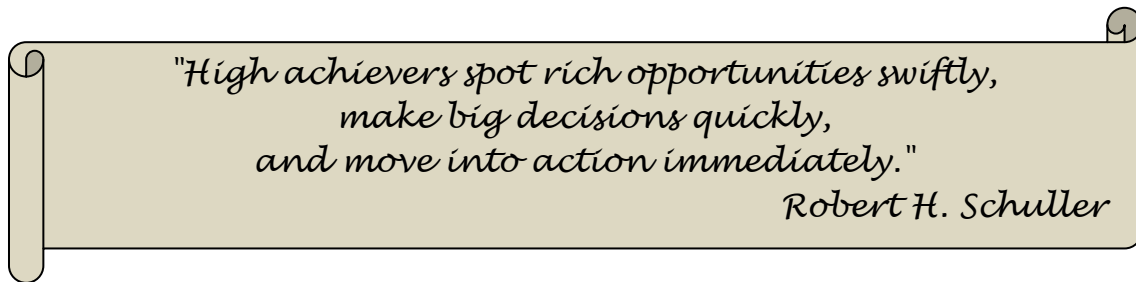 "High achievers spot rich opportunities swiftly,
make big decisions quickly,
and move into action immediately."
Robert H. Schuller